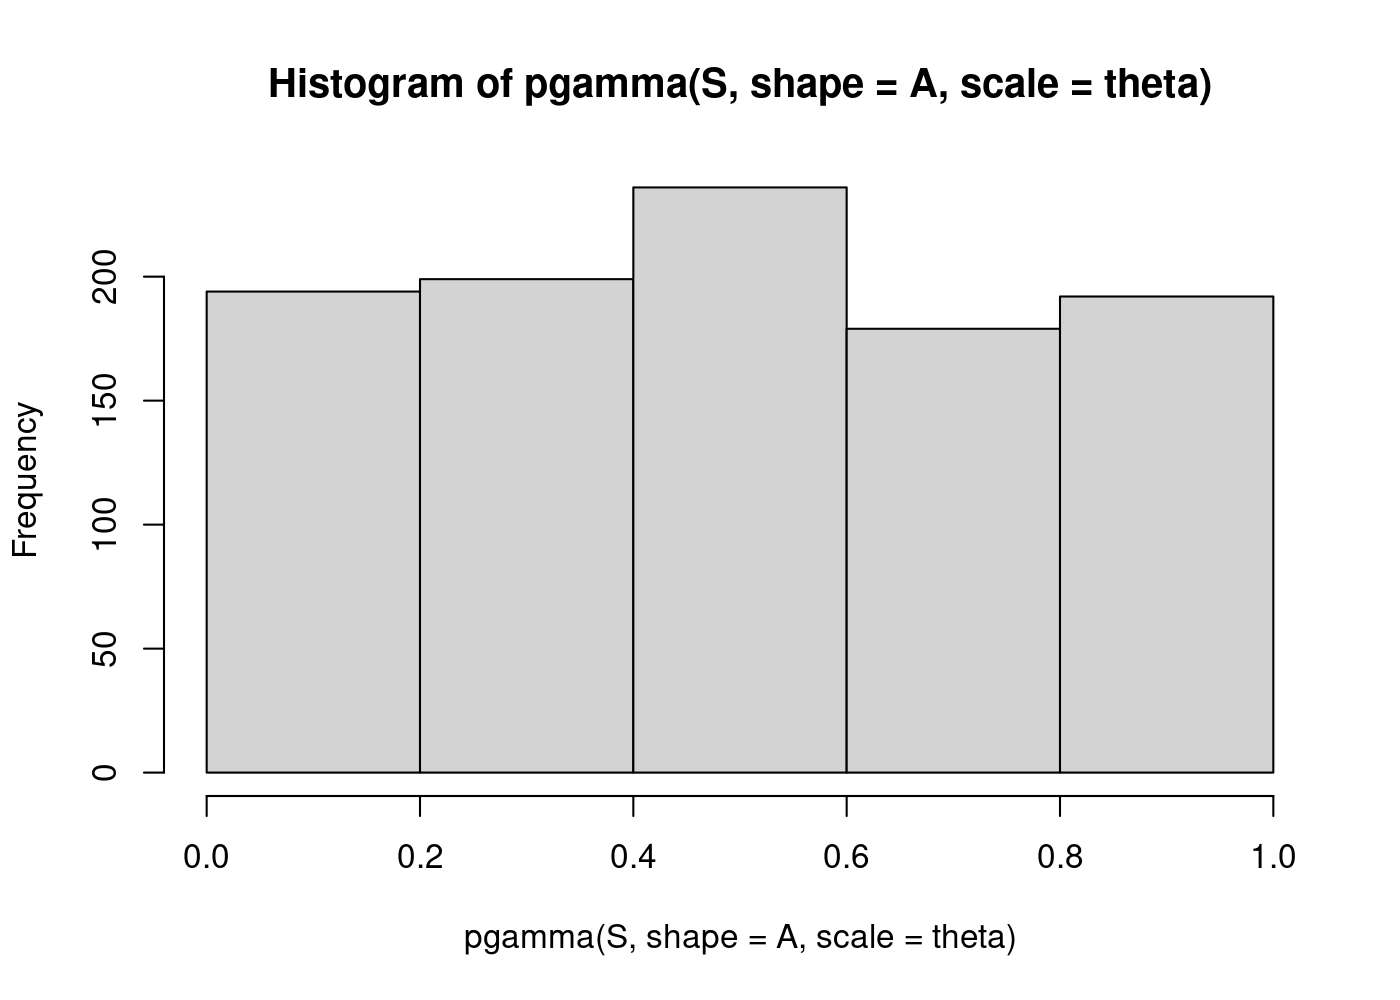 Histogram of pgamma(S, shape = A, scale = theta)
Frequency
200
150
100
50
0
0.0 0.2 0.4 0.6 0.8 1.0
pgamma(S, shape = A, scale = theta)